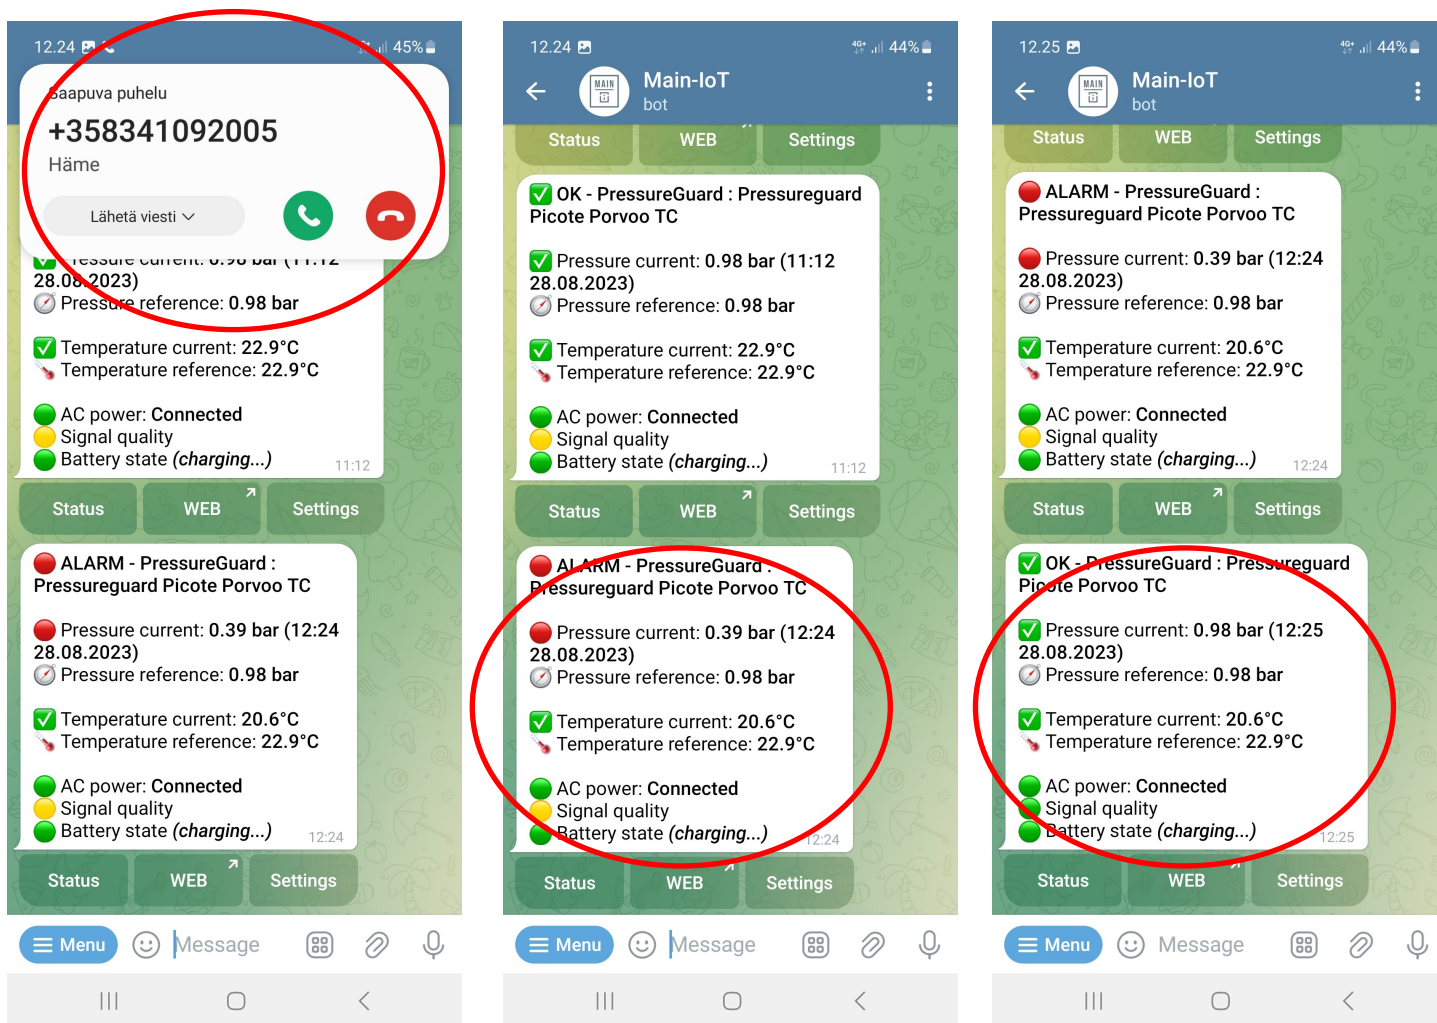 12.24
45%
Saapuva puhelu
+358341092005
Häme
Lähetä viesti
Pressure current: 0.98 bar (11:12
28.08.2023)
Pressure reference: 0.98 bar
Temperature current: 22.9°C
Temperature reference: 22.9°C
AC power: Connected
Signal quality
Battery state (charging...)
11:12
Status WEB Settings
ALARM - PressureGuard :
Pressureguard Picote Porvoo TC
Pressure current: 0.39 bar (12:24
28.08.2023)
Pressure reference: 0.98 bar
Temperature current: 20.6°C
Temperature reference: 22.9°C
AC power: Connected
Signal quality
Battery state (charging...)
12:24
Status WEB Settings
Menu Message
12.24
4G+ 44%
MAIN
Main-IoT
bot
Status WEB Settings
OK - PressureGuard : Pressureguard
Picote Porvoo TC
Pressure current: 0.98 bar (11:12
28.08.2023)
Pressure reference: 0.98 bar
Temperature current: 22.9°C
Temperature reference: 22.9°C
AC power: Connected
Signal quality
Battery state (charging...)
11:12
Status WEB Settings
ALARM - PressureGuard :
Pressureguard Picote Porvoo TC
Pressure current: 0.39 bar (12:24
28.08.2023)
Pressure reference: 0.98 bar
Temperature current: 20.6°C
Temperature reference: 22.9°C
AC power: Connected
Signal quality
Battery state (charging...)
12:24
Status WEB Settings
Menu Message
12.25
4G+ 44%
MAIN
Main-IoT
bot
Status WEB Settings
ALARM - PressureGuard :
Pressureguard Picote Porvoo TC
Pressure current: 0.39 bar (12:24
28.08.2023)
Pressure reference: 0.98 bar
Temperature current: 20.6°C
Temperature reference: 22.9°C
AC power: Connected
Signal quality
Battery state (charging...)
12:24
Status WEB Settings
OK - PressureGuard : Pressureguard
Picote Porvoo TC
Pressure current: 0.98 bar (12:25
28.08.2023)
Pressure reference: 0.98 bar
Temperature current: 20.6°C
Temperature reference: 22.9°C
AC power: Connected
Signal quality
Battery state (charging...)
12:25
Status WEB Settings
Menu Message